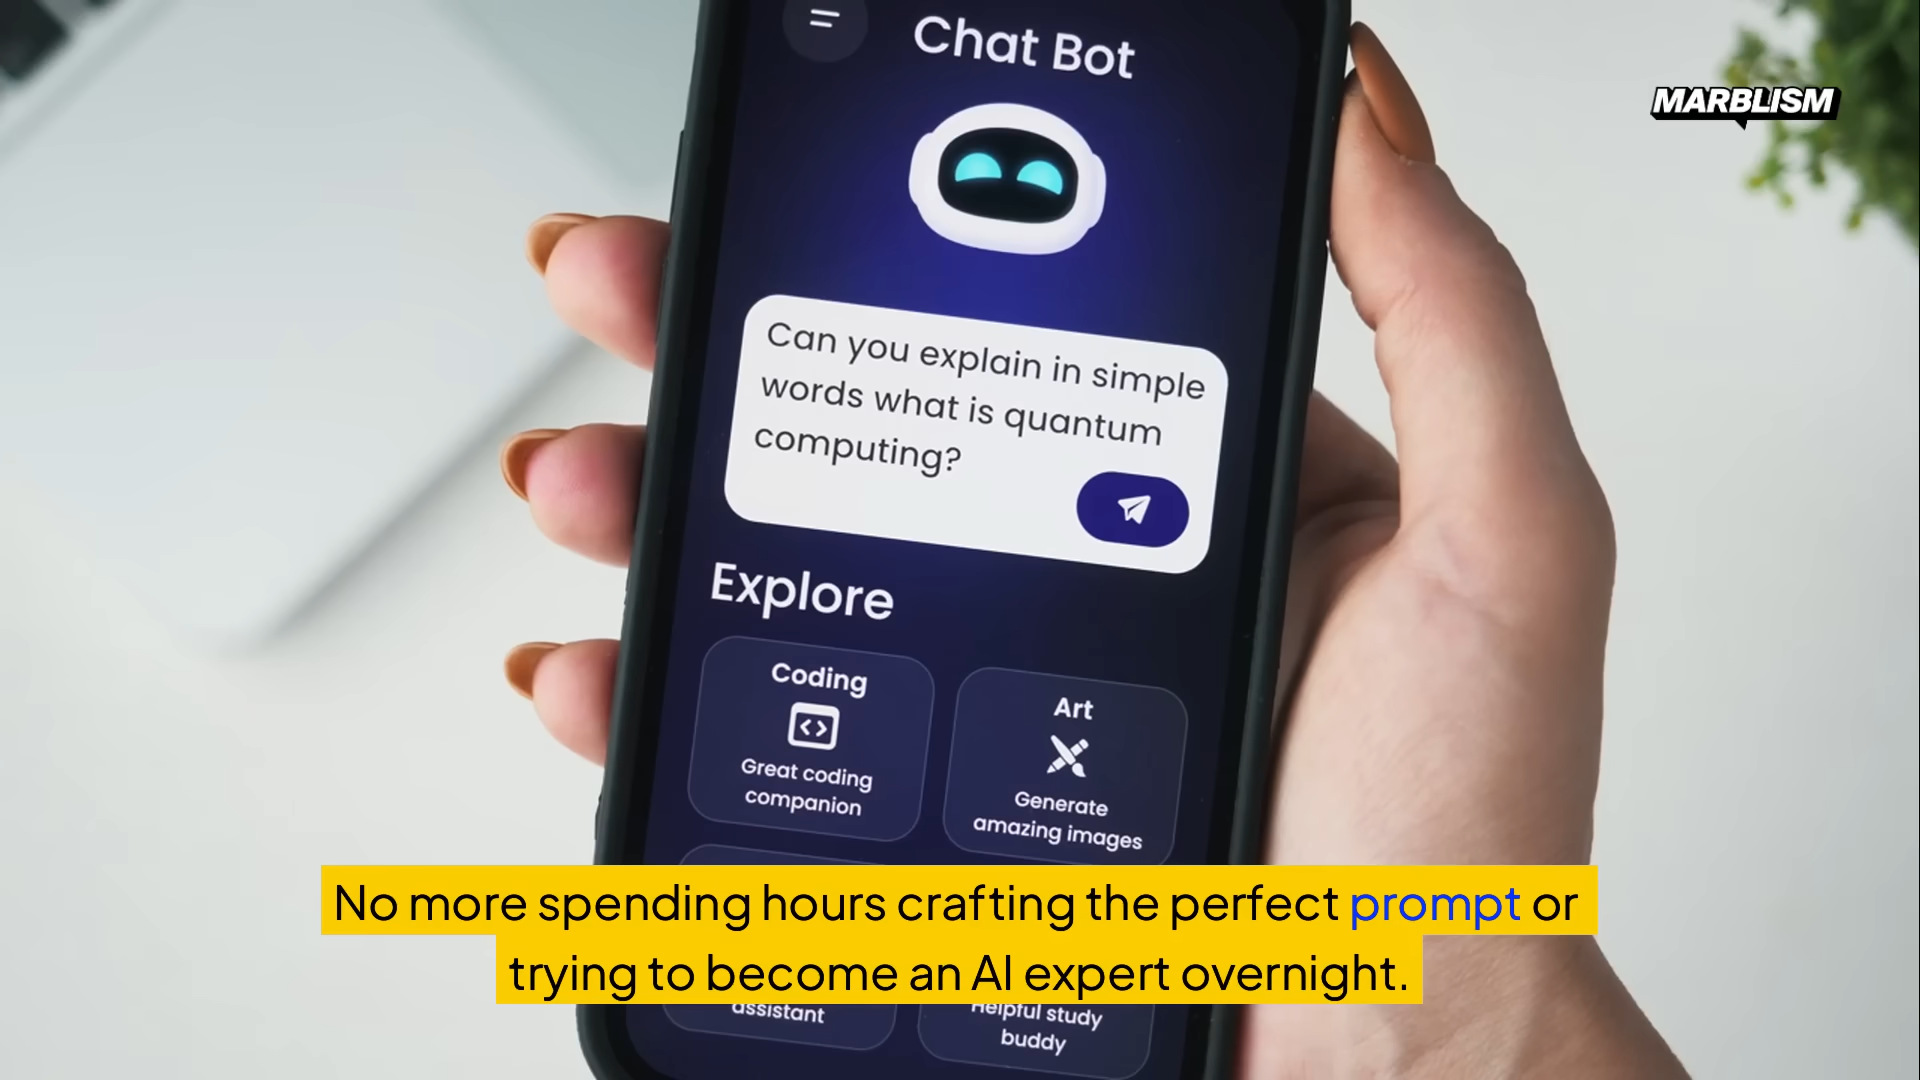 Chat Bot
MARBLISM
Can you explain in simple
words what is quantum
computing?
Explore
Coding
Great coding
companion
Art
Generate
amazing images
No more spending hours crafting the perfect prompt or
trying to become an AI expert overnight.
assistant
Helpful study
buddy